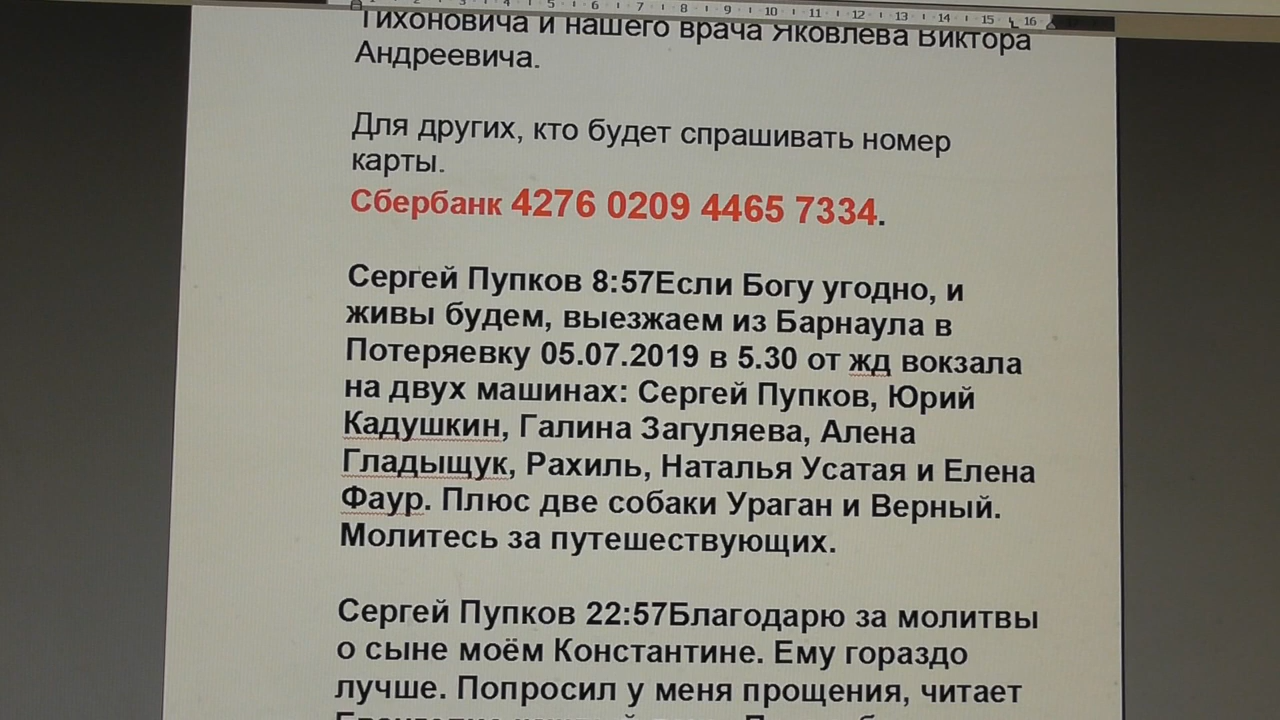 Тихоновича и нашего врача Яковлева Виктора
Андреевича.
Для других, кто будет спрашивать номер
карты.
Сбербанк 4276 0209 4465 7334.
Сергей Пупков 8:57Если Богу угодно, и
живы будем, выезжаем из Барнаула в
Потеряевку 05.07.2019 в 5.30 от жд вокзала
на двух машинах: Сергей Пупков, Юрий
Кадушкин, Галина Загуляева, Алена
Гладыщук, Рахиль, Наталья Усатая и Елена
Фаур. Плюс две собаки Ураган и Верный.
Молитесь за путешествующих.
Сергей Пупков 22:57Благодарю за молитвы
о сыне моём Константине. Ему гораздо
лучше. Попросил у меня прощения, читает